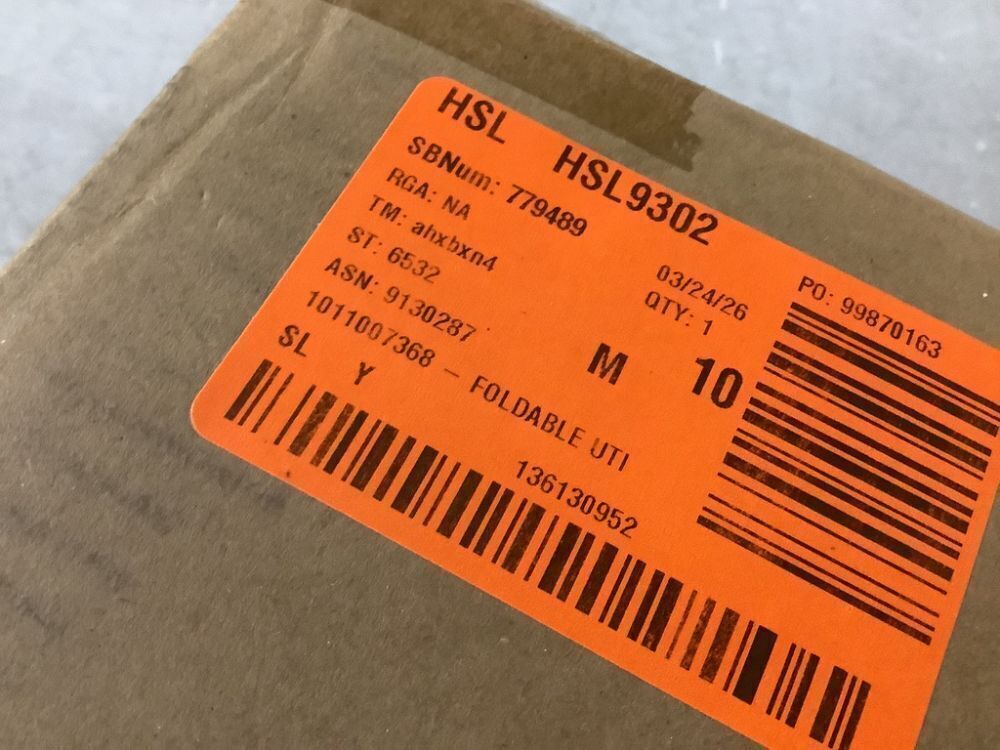 HSL HSL9302
SBNum: 779489
RGA: NA
TM: ahxbxn4 03/24/26 PO: 99870163
ST: 6532 QTY: 1
ASN: 9130287
1011007368 – FOLDABLE UTI M 10
SL Y 136130952